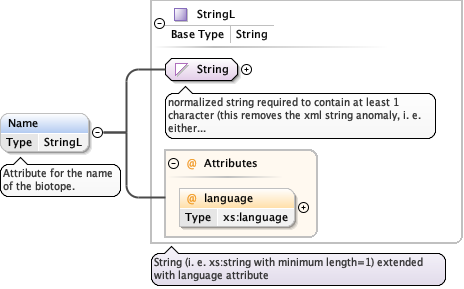 StringL
Base Type String
String
normalized string required to contain at least 1
character (this removes the xml string anomaly, i. e.
either...
Name
Type StringL
Attribute for the name
of the biotope.
@ Attributes
@ language
Type xs:language
String (i. e. xs:string with minimum length=1) extended
with language attribute